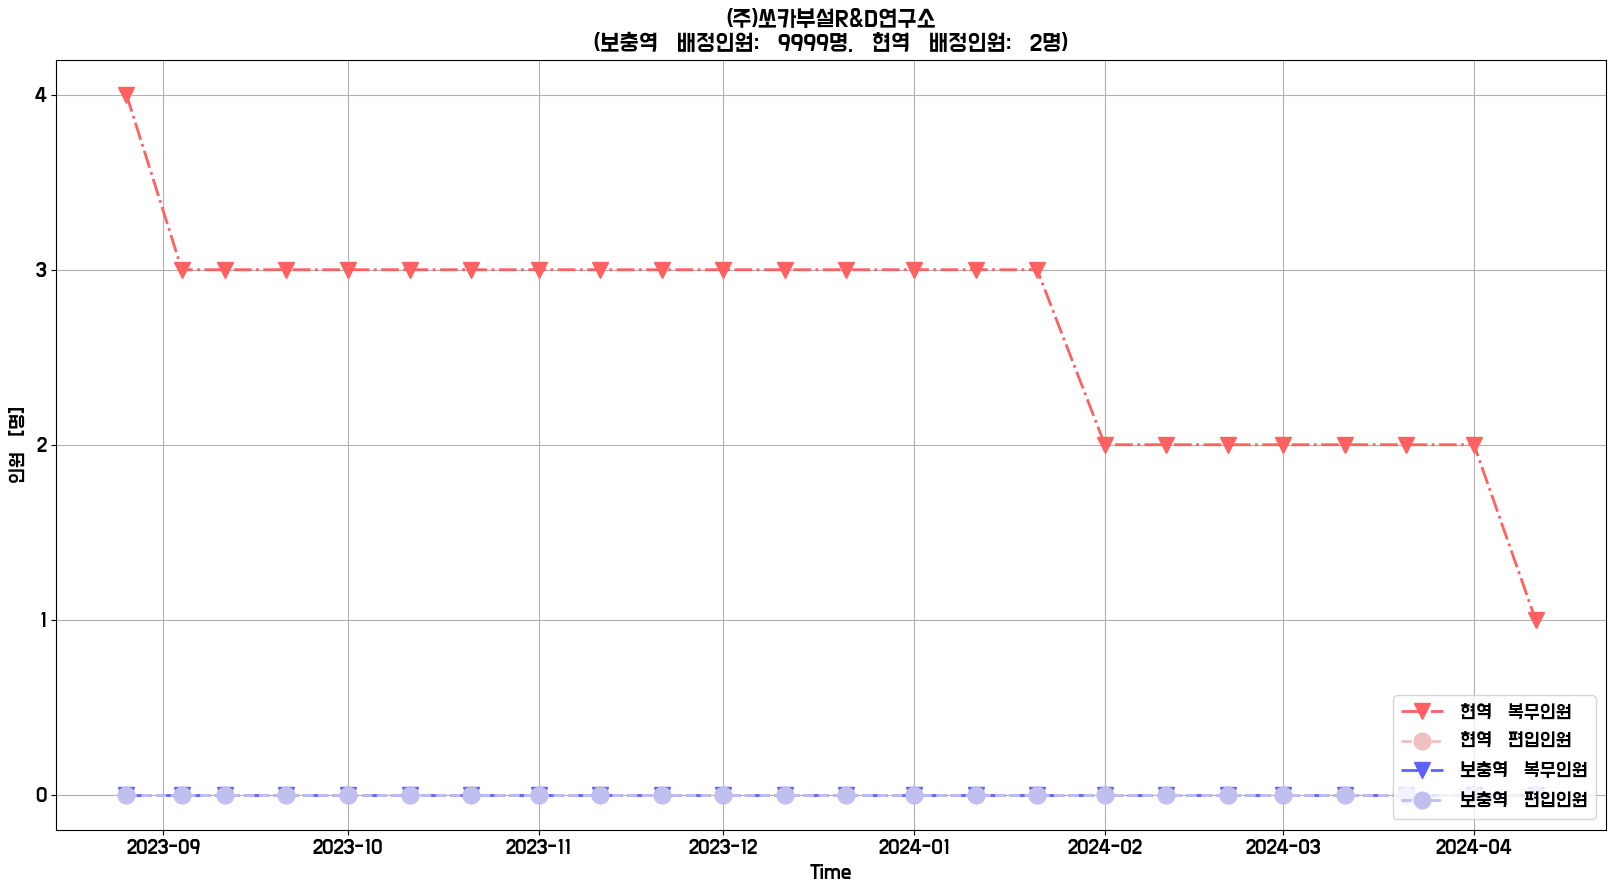 (주)쏘카부설R&D연구소
(보충역 배정인원: 9999명, 현역 배정인원: 2명)
인원 [명]
4
3
2
1
0
현역 복무인원
현역 편입인원
보충역 복무인원
보충역 편입인원
2023-09 2023-10 2023-11 2023-12 2024-01 2024-02 2024-03 2024-04
Time